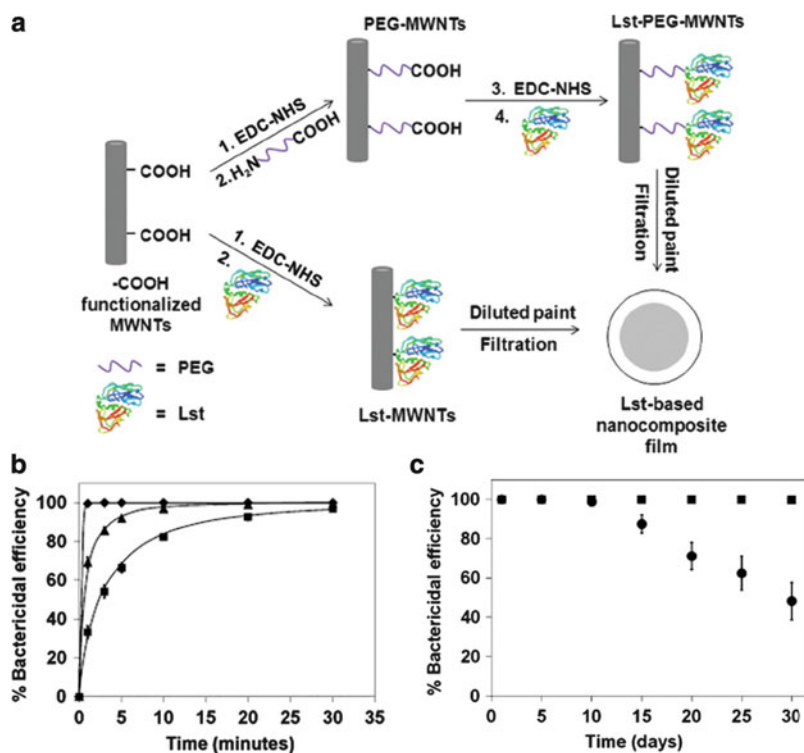 a
PEG-MWNTs
Lst-PEG-MWNTs
COOH
COOH
1. EDC-NHS
2. H₂N COOH
3. EDC-NHS
4.
COOH
COOH
-COOH
functionalized
MWNTs
1. EDC-NHS
2.
Diluted paint
Filtration
Diluted paint
Filtration
= PEG
= Lst
Lst-MWNTs
Lst-based
nanocomposite
film
b
% Bactericidal efficiency
100
80
60
40
20
0
0 5 10 15 20 25 30 35
Time (minutes)
c
% Bactericidal efficiency
100
80
60
40
20
0
0 5 10 15 20 25 30
Time (days)